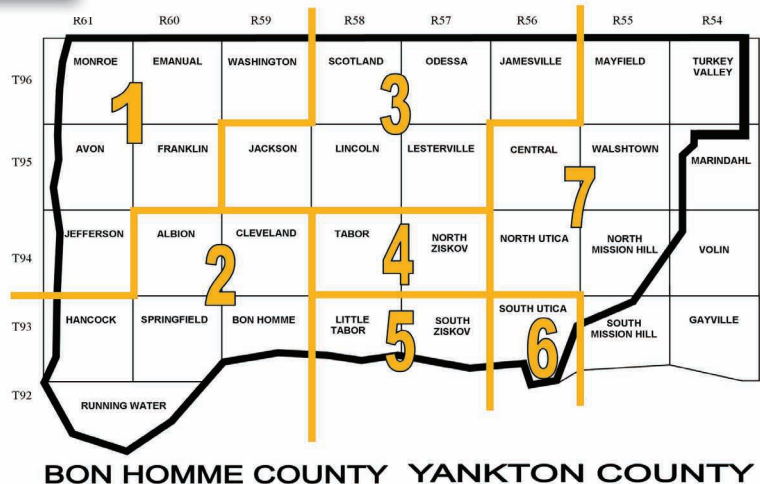 R61 R60 R59 R58 R57 R56 R55 R54
T96
MONROE EMANUAL WASHINGTON SCOTLAND ODESSA JAMESVILLE MAYFIELD TURKEY
VALLEY
1 3
T95
AVON FRANKLIN JACKSON LINCOLN LESTERVILLE CENTRAL WALSHTOWN MARINDAHL
7
T94
JEFFERSON ALBION CLEVELAND TABOR NORTH
ZISKOV NORTH UTICA NORTH
MISSION HILL VOLIN
2 4
T93
HANCOCK SPRINGFIELD BON HOMME LITTLE
TABOR SOUTH
ZISKOV SOUTH UTICA SOUTH
MISSION HILL GAYVILLE
5 6
T92
RUNNING WATER
BON HOMME COUNTY YANKTON COUNTY